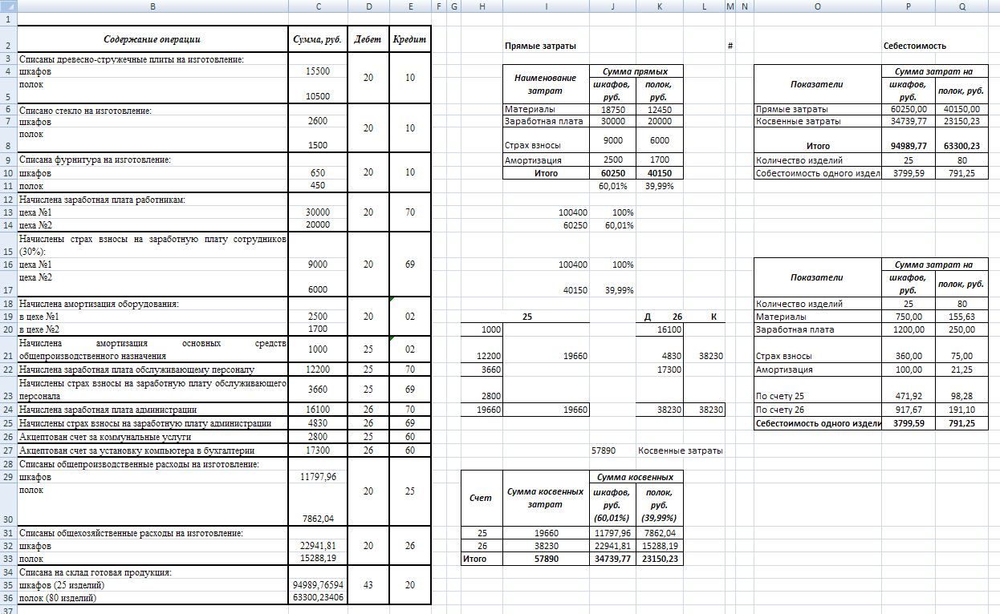 B C D E F G H I J K L M N O P Q
1
2 Содержание операции Сумма, руб. Дебет Кредит Прямые затраты # Себестоимость
3 Списаны древесно-стружечные плиты на изготовление: 20 10
4 шкафов 15500 Наименование затрат Сумма прямых Показатели Сумма затрат на
5 полок 10500 шкафов, руб. полок, руб. шкафов, руб. полок, руб.
6 Списано стекло на изготовление: 20 10 Материалы 18750 12450 Прямые затраты 60250,00 40150,00
7 шкафов 2600 Заработная плата 30000 20000 Косвенные затраты 34739,77 23150,23
8 полок 1500 Страх взносы 9000 6000 Итого 94989,77 63300,23
9 Списана фурнитура на изготовление: 20 10 Амортизация 2500 1700 Количество изделий 25 80
10 шкафов 650 Итого 60250 40150 Собестоимость одного издел 3799,59 791,25
11 полок 450 60,01% 39,99%
12 Начислена заработная плата работникам: 20 70
13 цеха №1 30000 100400 100%
14 цеха №2 20000 60250 60,01%
15 Начислены страх взносы на заработную плату сотрудников (30%): 20 69
16 цеха №1 9000 100400 100% Показатели Сумма затрат на
17 цеха №2 6000 40150 39,99% шкафов, руб. полок, руб.
18 Начислена амортизация оборудования: 20 02 Количество изделий 25 80
19 в цехе №1 2500 25 Д 26 К Материалы 750,00 155,63
20 в цехе №2 1700 1000 16100 Заработная плата 1200,00 250,00
21 Начислена амортизация основных средств общепроизводственного назначения 1000 25 02 12200 19660 4830 38230 Страх взносы 360,00 75,00
22 Начислена заработная плата обслуживающему персоналу 12200 25 70 3660 17300 Амортизация 100,00 21,25
23 Начислены страх взносы на заработную плату обслуживающего персонала 3660 25 69 2800 По счету 25 471,92 98,28
24 Начислена заработная плата администрации 16100 26 70 19660 19660 38230 38230 По счету 26 917,67 191,10
25 Начислены страх взносы на заработную плату администрации 4830 26 69 Себестоимость одного издели 3799,59 791,25
26 Акцептован счет за коммунальные услуги 2800 25 60
27 Акцептован счет за установку компьютера в бухгалтерии 17300 26 60 57890 Косвенные затраты
28 Списаны общепроизводственные расходы на изготовление: 20 25
29 шкафов 11797,96 Счет Сумма косвенных затрат Сумма косвенных
30 полок 7862,04 шкафов, руб. (60,01%) полок, руб. (39,99%)
31 Списаны общехозяйственные расходы на изготовление: 20 26 25 19660 11797,96 7862,04
32 шкафов 22941,81 26 38230 22941,81 15288,19
33 полок 15288,19 Итого 57890 34739,77 23150,23
34 Списана на склад готовая продукция: 43 20
35 шкафов (25 изделий) 94989,76594
36 полок (80 изделий) 63300,23406
37